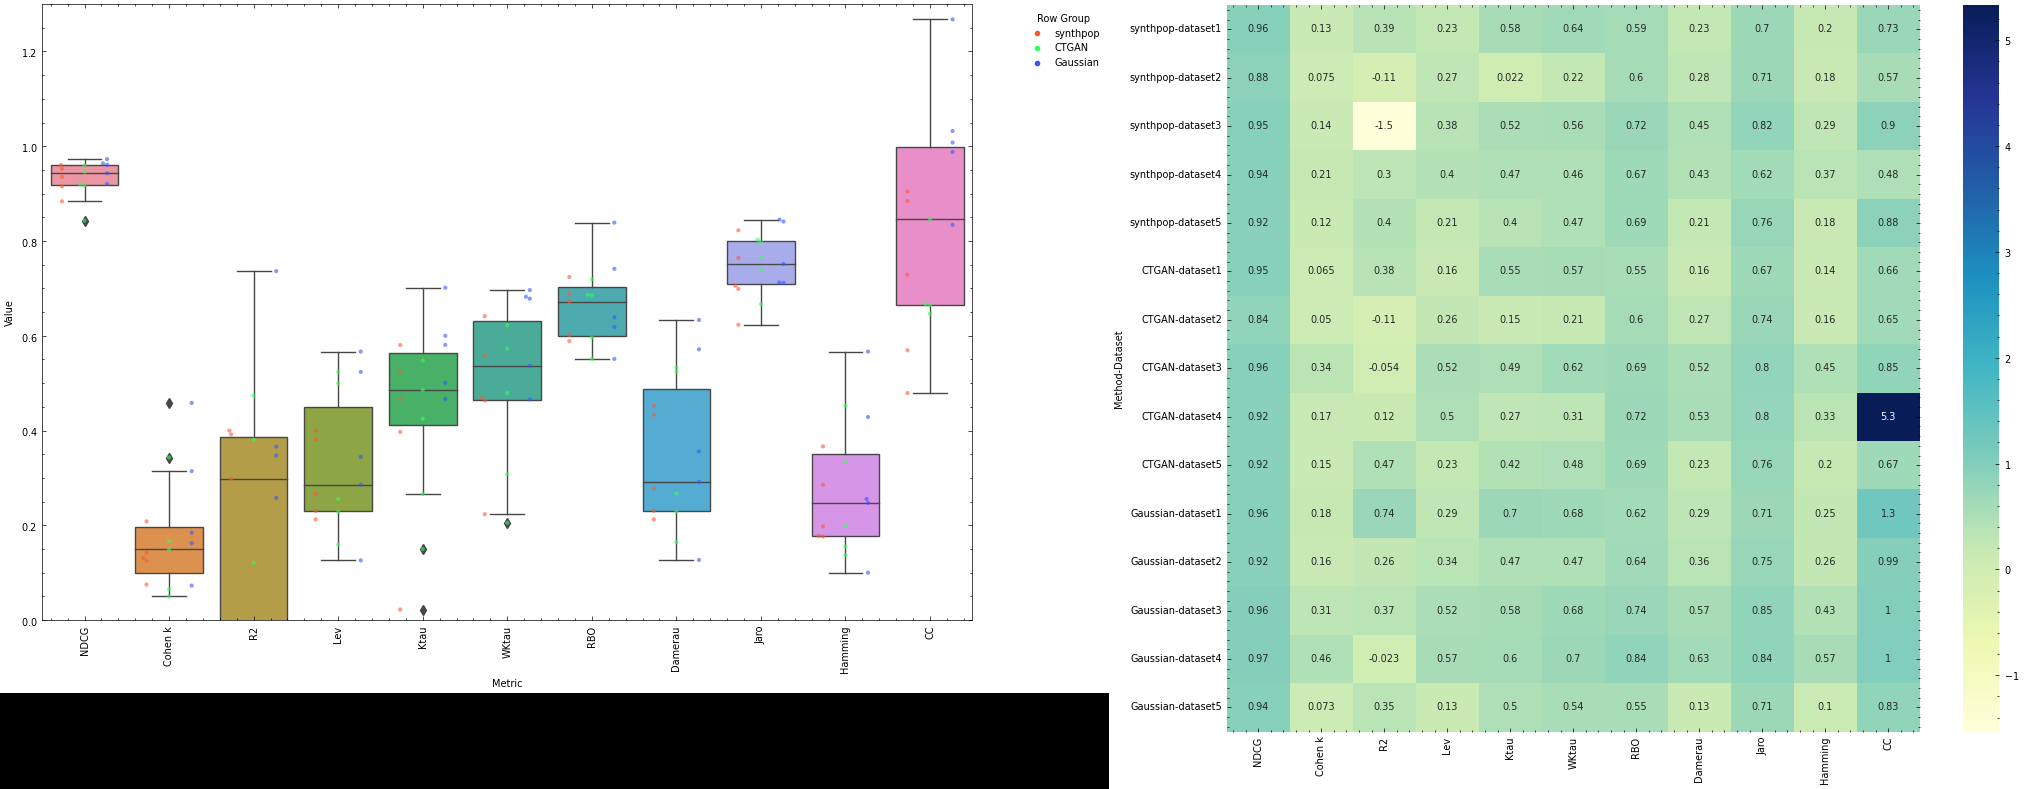 Row Group
synthpop
CTGAN
Gaussian
Value
1.2
1.0
0.8
0.6
0.4
0.2
0.0
NDCG
Cohen k
R2
Lev
Ktau
WKtau
RBO
Damerau
Jaro
Hamming
CC
Metric
Method-Dataset
synthpop-dataset1 0.96 0.13 0.39 0.23 0.58 0.64 0.59 0.23 0.7 0.2 0.73
synthpop-dataset2 0.88 0.075 -0.11 0.27 0.022 0.22 0.6 0.28 0.71 0.18 0.57
synthpop-dataset3 0.95 0.14 -1.5 0.38 0.52 0.56 0.72 0.45 0.82 0.29 0.9
synthpop-dataset4 0.94 0.21 0.3 0.4 0.47 0.46 0.67 0.43 0.62 0.37 0.48
synthpop-dataset5 0.92 0.12 0.4 0.21 0.4 0.47 0.69 0.21 0.76 0.18 0.88
CTGAN-dataset1 0.95 0.065 0.38 0.16 0.55 0.57 0.55 0.16 0.67 0.14 0.66
CTGAN-dataset2 0.84 0.05 -0.11 0.26 0.15 0.21 0.6 0.27 0.74 0.16 0.65
CTGAN-dataset3 0.96 0.34 -0.054 0.52 0.49 0.62 0.69 0.52 0.8 0.45 0.85
CTGAN-dataset4 0.92 0.17 0.12 0.5 0.27 0.31 0.72 0.53 0.8 0.33 5.3
CTGAN-dataset5 0.92 0.15 0.47 0.23 0.42 0.48 0.69 0.23 0.76 0.2 0.67
Gaussian-dataset1 0.96 0.18 0.74 0.29 0.7 0.68 0.62 0.29 0.71 0.25 1.3
Gaussian-dataset2 0.92 0.16 0.26 0.34 0.47 0.47 0.64 0.36 0.75 0.26 0.99
Gaussian-dataset3 0.96 0.31 0.37 0.52 0.58 0.68 0.74 0.57 0.85 0.43 1
Gaussian-dataset4 0.97 0.46 -0.023 0.57 0.6 0.7 0.84 0.63 0.84 0.57 1
Gaussian-dataset5 0.94 0.073 0.35 0.13 0.5 0.54 0.55 0.13 0.71 0.1 0.83
NDCG
Cohen k
R2
Lev
Ktau
WKtau
RBO
Damerau
Jaro
Hamming
CC
5
4
3
2
1
0
−1